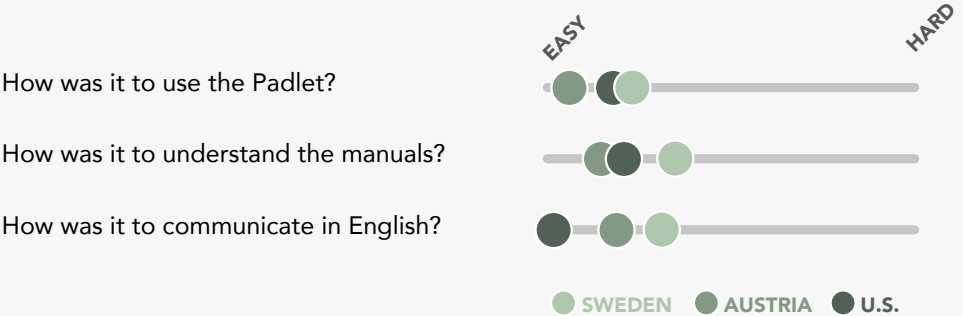 EASY HARD
How was it to use the Padlet?
How was it to understand the manuals?
How was it to communicate in English?
SWEDEN AUSTRIA U.S.